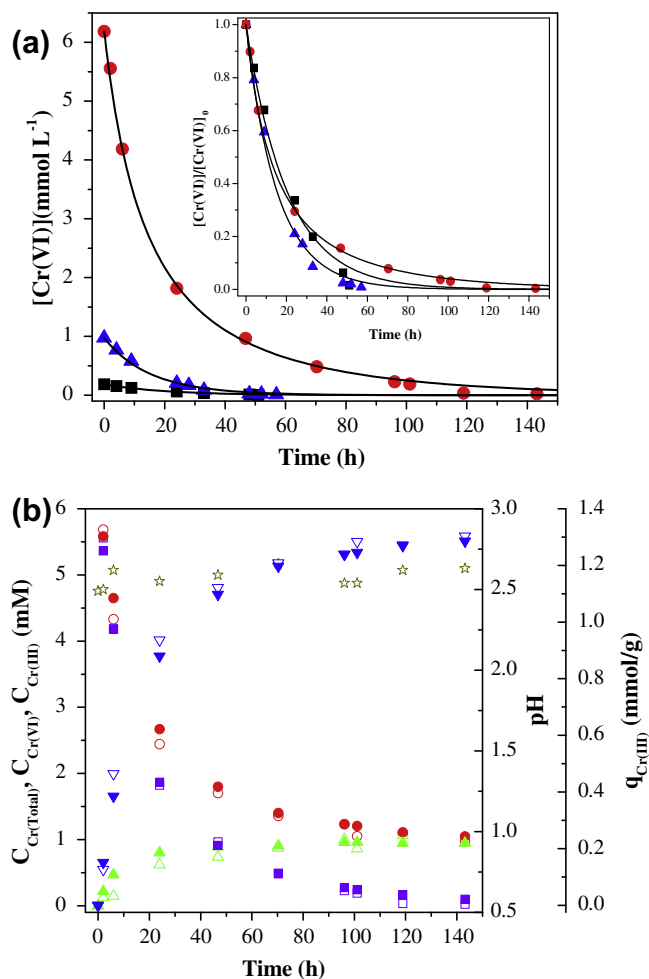 (a)
[Cr(VI)](mmol L⁻¹)
6
5
4
3
2
1
0
0 20 40 60 80 100 120 140
Time (h)
[Cr(VI)]/[Cr(VI)]₀
1.0
0.8
0.6
0.4
0.2
0.0
0 20 40 60 80 100 120 140
Time (h)
(b)
C_Cr(Total), C_Cr(VI), C_Cr(III) (mM)
6
5
4
3
2
1
0
0 20 40 60 80 100 120 140
Time (h)
3.0
2.5
2.0
1.5
1.0
0.5
pH
1.4
1.2
1.0
0.8
0.6
0.4
0.2
0.0
q_Cr(III) (mmol/g)